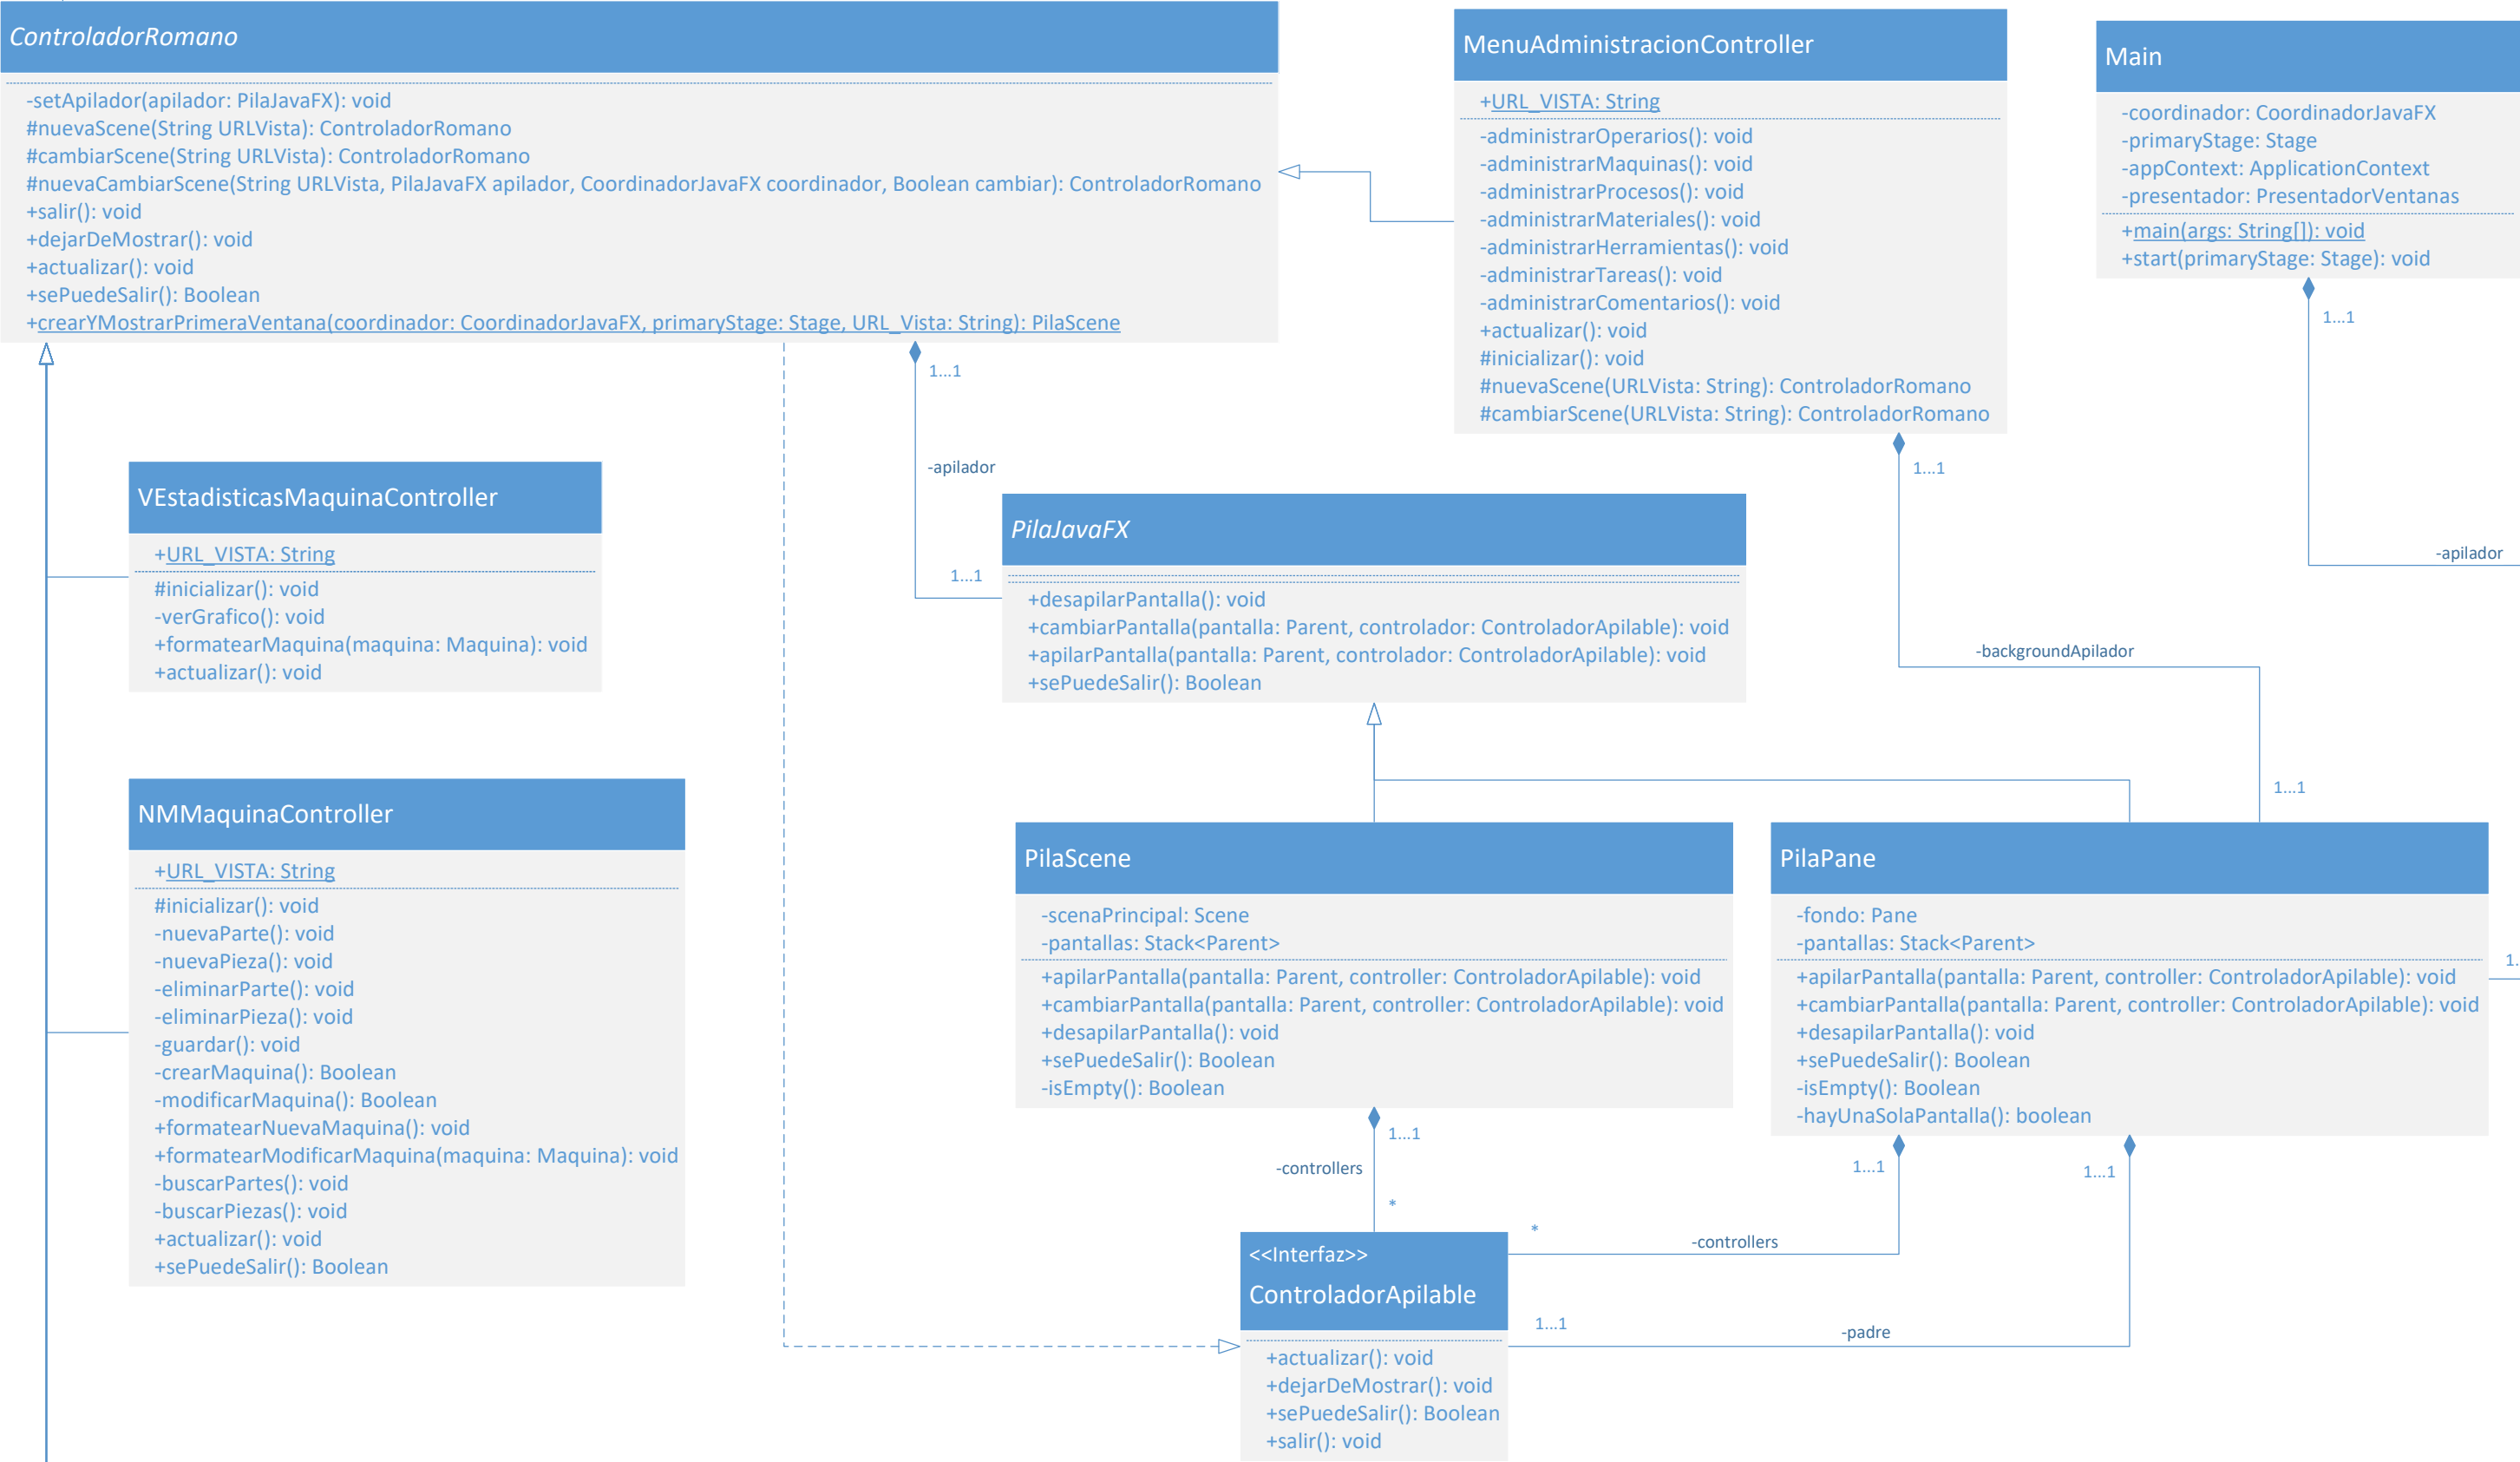 ControladorRomano
-setApilador(apilador: PilaJavaFX): void
#nuevaScene(String URLVista): ControladorRomano
#cambiarScene(String URLVista): ControladorRomano
#nuevaCambiarScene(String URLVista, PilaJavaFX apilador, CoordinadorJavaFX coordinador, Boolean cambiar): ControladorRomano
+salir(): void
+dejarDeMostrar(): void
+actualizar(): void
+sePuedeSalir(): Boolean
+crearYMostrarPrimeraVentana(coordinador: CoordinadorJavaFX, primaryStage: Stage, URL_Vista: String): PilaScene
MenuAdministracionController
+URL_VISTA: String
-administrarOperarios(): void
-administrarMaquinas(): void
-administrarProcesos(): void
-administrarMateriales(): void
-administrarHerramientas(): void
-administrarTareas(): void
-administrarComentarios(): void
+actualizar(): void
#inicializar(): void
#nuevaScene(URLVista: String): ControladorRomano
#cambiarScene(URLVista: String): ControladorRomano
Main
-coordinador: CoordinadorJavaFX
-primaryStage: Stage
-appContext: ApplicationContext
-presentador: PresentadorVentanas
+main(args: String[]): void
+start(primaryStage: Stage): void
1...1
-apilador
1...1
-apilador
1...1
1...1
-backgroundApilador
1...1
VEstadisticasMaquinaController
+URL_VISTA: String
#inicializar(): void
-verGrafico(): void
+formatearMaquina(maquina: Maquina): void
+actualizar(): void
PilaJavaFX
+desapilarPantalla(): void
+cambiarPantalla(pantalla: Parent, controlador: ControladorApilable): void
+apilarPantalla(pantalla: Parent, controlador: ControladorApilable): void
+sePuedeSalir(): Boolean
NMMaquinaController
+URL_VISTA: String
#inicializar(): void
-nuevaParte(): void
-nuevaPieza(): void
-eliminarParte(): void
-eliminarPieza(): void
-guardar(): void
-crearMaquina(): Boolean
-modificarMaquina(): Boolean
+formatearNuevaMaquina(): void
+formatearModificarMaquina(maquina: Maquina): void
-buscarPartes(): void
-buscarPiezas(): void
+actualizar(): void
+sePuedeSalir(): Boolean
PilaScene
-scenaPrincipal: Scene
-pantallas: Stack<Parent>
+apilarPantalla(pantalla: Parent, controller: ControladorApilable): void
+cambiarPantalla(pantalla: Parent, controller: ControladorApilable): void
+desapilarPantalla(): void
+sePuedeSalir(): Boolean
-isEmpty(): Boolean
PilaPane
-fondo: Pane
-pantallas: Stack<Parent>
+apilarPantalla(pantalla: Parent, controller: ControladorApilable): void
+cambiarPantalla(pantalla: Parent, controller: ControladorApilable): void
+desapilarPantalla(): void
+sePuedeSalir(): Boolean
-isEmpty(): Boolean
-hayUnaSolaPantalla(): boolean
1.
1...1
-controllers
*
1...1
1...1
*
-controllers
1...1
-padre
<<Interfaz>>
ControladorApilable
+actualizar(): void
+dejarDeMostrar(): void
+sePuedeSalir(): Boolean
+salir(): void